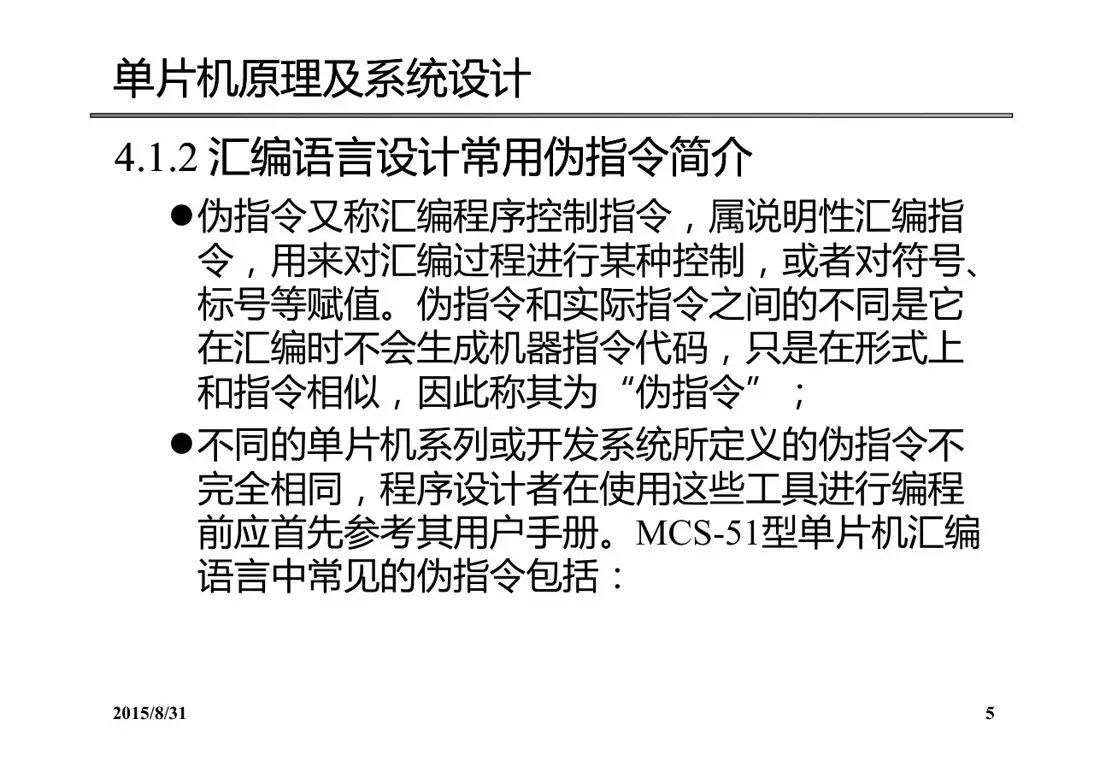 单片机原理及系统设计
4.1.2 汇编语言设计常用伪指令简介
●伪指令又称汇编程序控制指令，属说明性汇编指
令，用来对汇编过程进行某种控制，或者对符号、
标号等赋值。伪指令和实际指令之间的不同是它
在汇编时不会生成机器指令代码，只是在形式上
和指令相似，因此称其为“伪指令”；
●不同的单片机系列或开发系统所定义的伪指令不
完全相同，程序设计者在使用这些工具进行编程
前应首先参考其用户手册。MCS-51型单片机汇编
语言中常见的伪指令包括：
2015/8/31
5